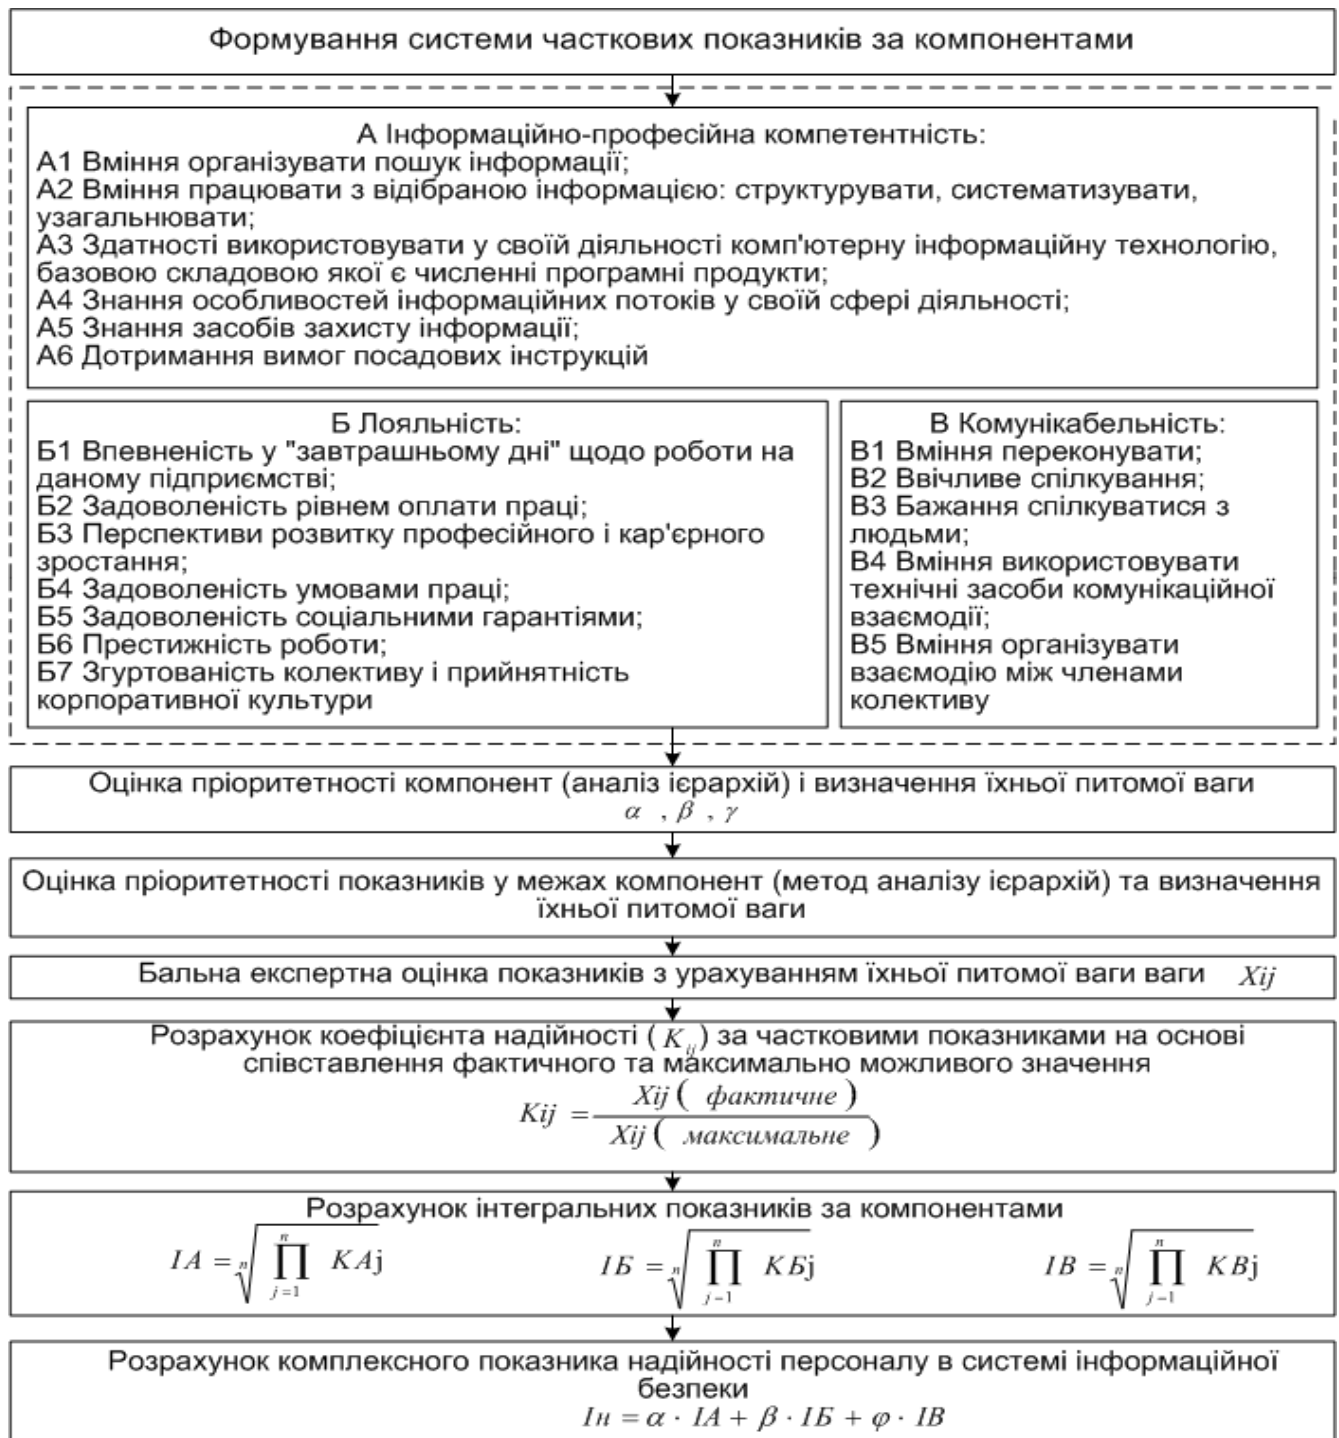 Формування системи часткових показників за компонентами
А Інформаційно-професійна компетентність:
А1 Вміння організувати пошук інформації;
А2 Вміння працювати з відібраною інформацією: структурувати, систематизувати,
узагальнювати;
А3 Здатності використовувати у своїй діяльності комп'ютерну інформаційну технологію,
базовою складовою якої є численні програмні продукти;
А4 Знання особливостей інформаційних потоків у своїй сфері діяльності;
А5 Знання засобів захисту інформації;
А6 Дотримання вимог посадових інструкцій
Б Лояльність:
Б1 Впевненість у "завтрашньому дні" щодо роботи на
даному підприємстві;
Б2 Задоволеність рівнем оплати праці;
Б3 Перспективи розвитку професійного і кар'єрного
зростання;
Б4 Задоволеність умовами праці;
Б5 Задоволеність соціальними гарантіями;
Б6 Престижність роботи;
Б7 Згуртованість колективу і прийнятність
корпоративної культури
В Комунікабельність:
В1 Вміння переконувати;
В2 Ввічливе спілкування;
В3 Бажання спілкуватися з
людьми;
В4 Вміння використовувати
технічні засоби комунікаційної
взаємодії;
В5 Вміння організувати
взаємодію між членами
колективу
Оцінка пріоритетності компонент (аналіз ієрархій) і визначення їхньої питомої ваги
α , β , γ
Оцінка пріоритетності показників у межах компонент (метод аналізу ієрархій) та визначення
їхньої питомої ваги
Бальна експертна оцінка показників з урахуванням їхньої питомої ваги ваги Xij
Розрахунок коефіцієнта надійності ( K_ij ) за частковими показниками на основі
співставлення фактичного та максимально можливого значення
Kij = Xij ( фактичне ) / Xij ( максимальне )
Розрахунок інтегральних показників за компонентами
IA = ⁿ√ ∏ⁿ_{j=1} KAj IБ = ⁿ√ ∏ⁿ_{j-1} KБj IB = ⁿ√ ∏ⁿ_{j-1} KBj
Розрахунок комплексного показника надійності персоналу в системі інформаційної
безпеки
Iн = α · IA + β · IБ + φ · IB